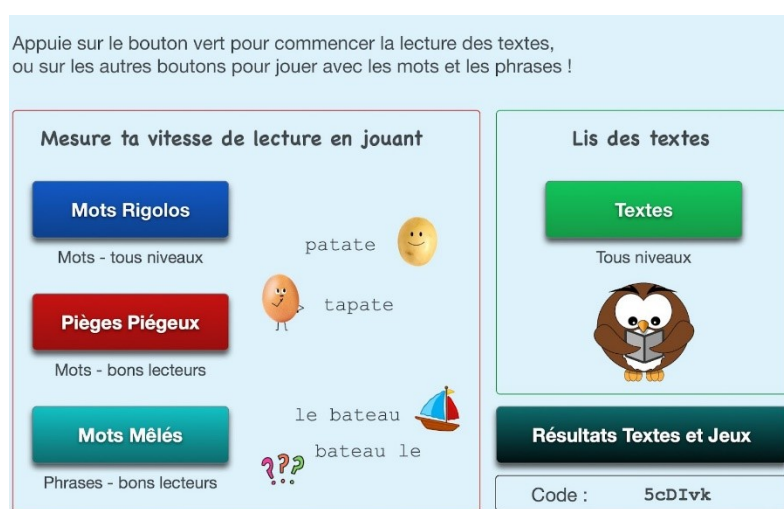 Appuie sur le bouton vert pour commencer la lecture des textes,
ou sur les autres boutons pour jouer avec les mots et les phrases !
Mesure ta vitesse de lecture en jouant
Mots Rigolos
Mots - tous niveaux
patate
tapate
Pièges Piégeux
Mots - bons lecteurs
le bateau
Mots Mêlés
bateau le
???
Phrases - bons lecteurs
Lis des textes
Textes
Tous niveaux
Résultats Textes et Jeux
Code : 5cDIvk